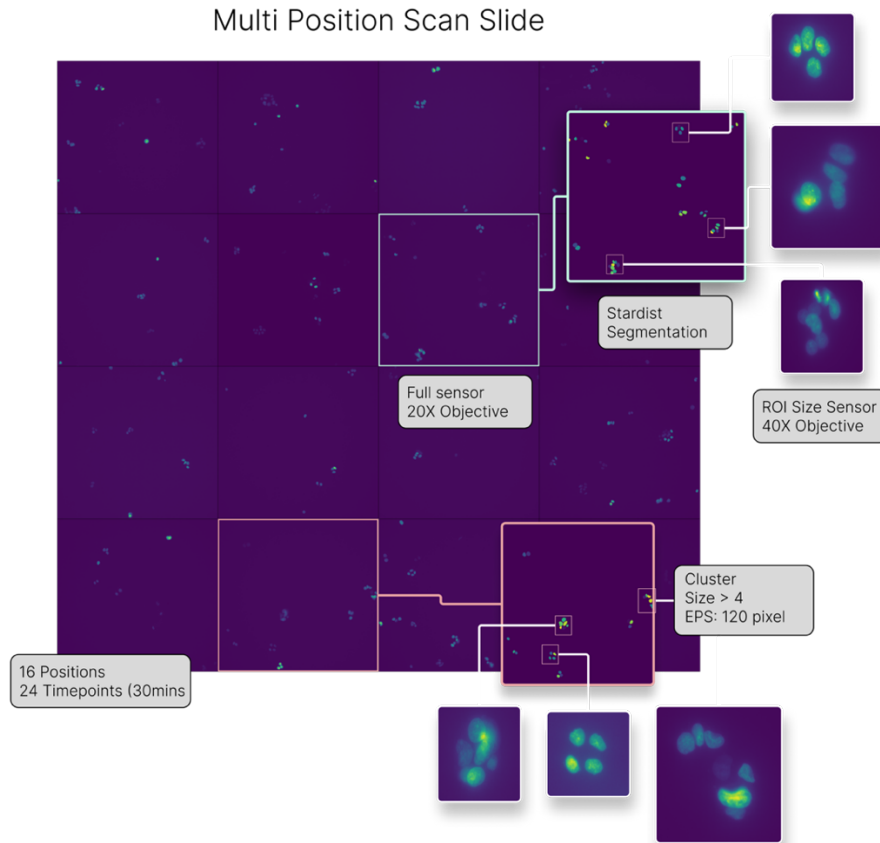 Multi Position Scan Slide
Stardist
Segmentation
Full sensor
20X Objective
ROI Size Sensor
40X Objective
Cluster
Size > 4
EPS: 120 pixel
16 Positions
24 Timepoints (30mins